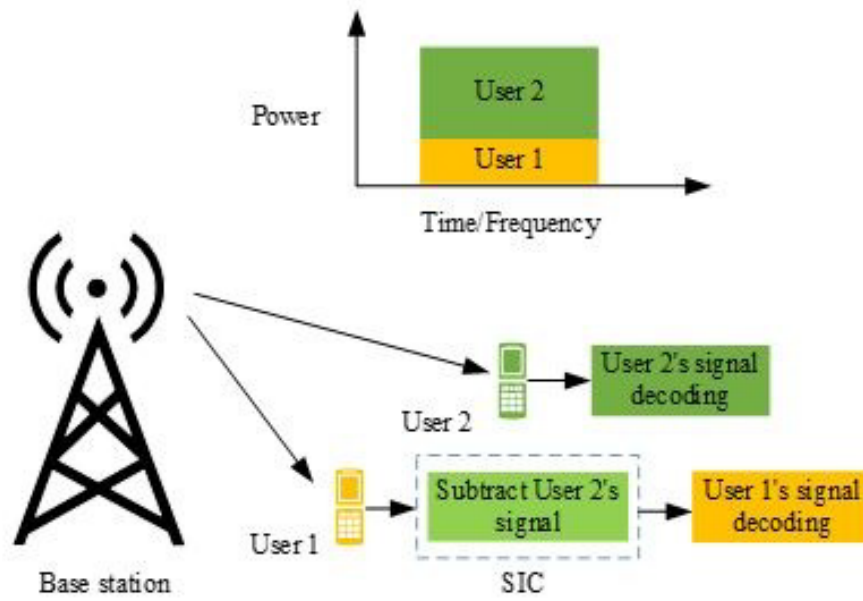 User 2
Power
User 1
Time/Frequency
User 2's signal
decoding
User 2
Subtract User 2's
signal
User 1's signal
decoding
User 1
Base station
SIC